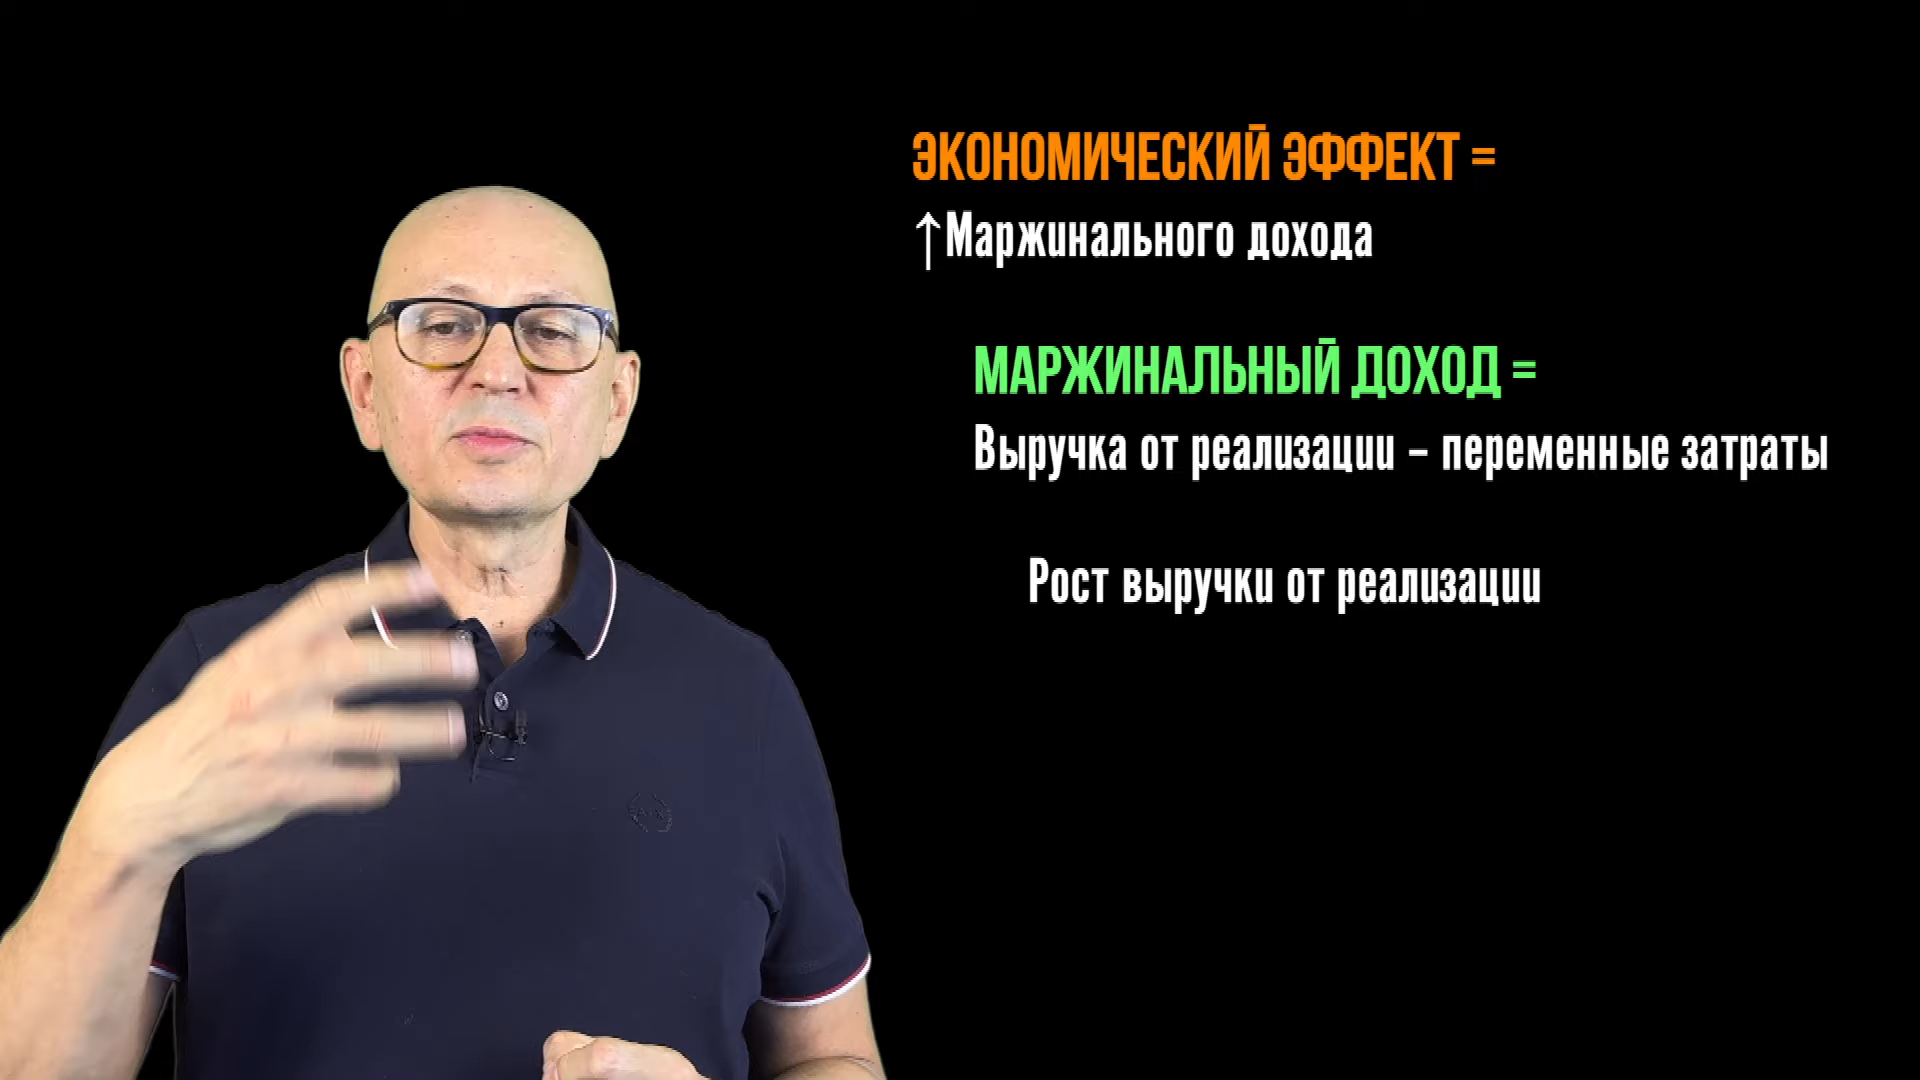 ЭКОНОМИЧЕСКИЙ ЭФФЕКТ =
↑Маржинального дохода
МАРЖИНАЛЬНЫЙ ДОХОД =
Выручка от реализации – переменные затраты
Рост выручки от реализации